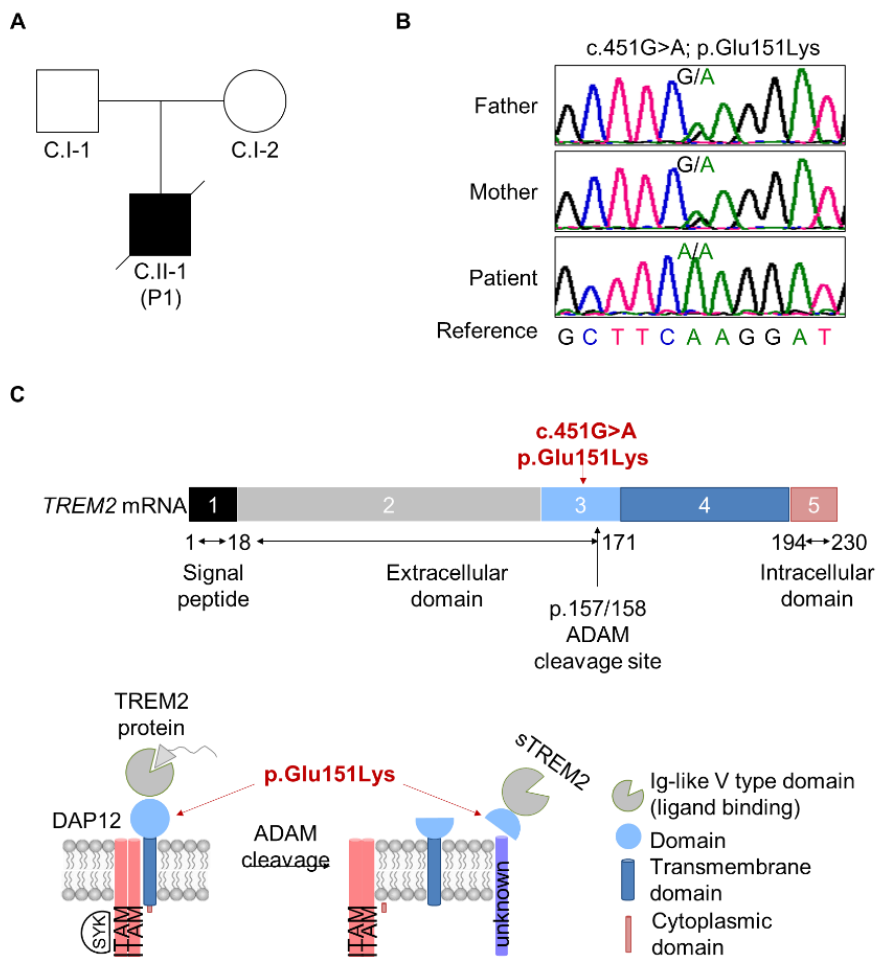 A
C.I-1
C.I-2
C.II-1
(P1)
B
c.451G>A; p.Glu151Lys
Father
G/A
Mother
G/A
Patient
A/A
Reference
G C T T C A A G G A T
C
c.451G>A
p.Glu151Lys
TREM2 mRNA
1 2 3 4 5
1 18 171 194 230
Signal
peptide
Extracellular
domain
Intracellular
domain
p.157/158
ADAM
cleavage site
TREM2
protein
p.Glu151Lys
DAP12
ADAM
cleavage
SYK
ITAM
ITAM
ITAM
ITAM
sTREM2
unknown
Ig-like V type domain
(ligand binding)
Domain
Transmembrane
domain
Cytoplasmic
domain